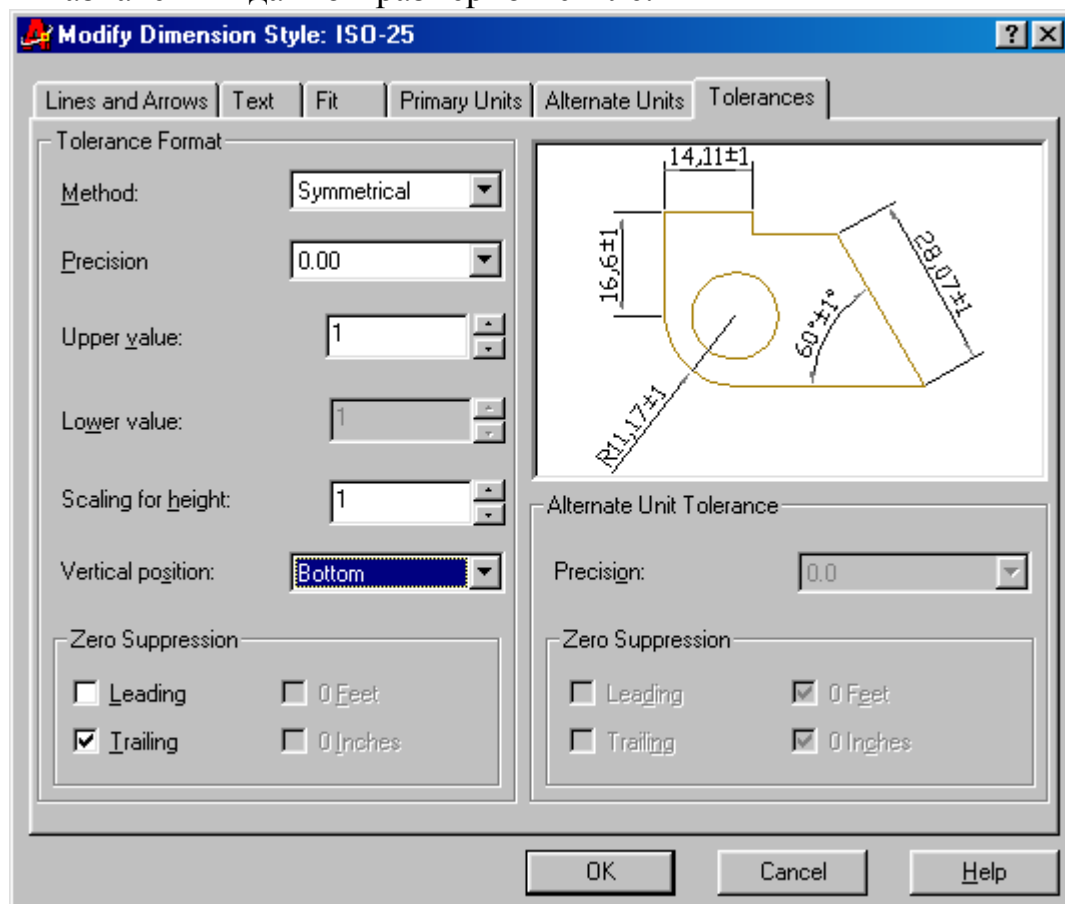 Modify Dimension Style: ISO-25
Lines and Arrows Text Fit Primary Units Alternate Units Tolerances
Tolerance Format
Method: Symmetrical
Precision 0.00
Upper value: 1
Lower value: 1
Scaling for height: 1
Vertical position: Bottom
Zero Suppression
Leading 0 Feet
Trailing 0 Inches
14,11±1
16,6±1
28,07±1
60°±1°
R11,17±1
Alternate Unit Tolerance
Precision: 0.0
Zero Suppression
Leading 0 Feet
Trailing 0 Inches
OK Cancel Help